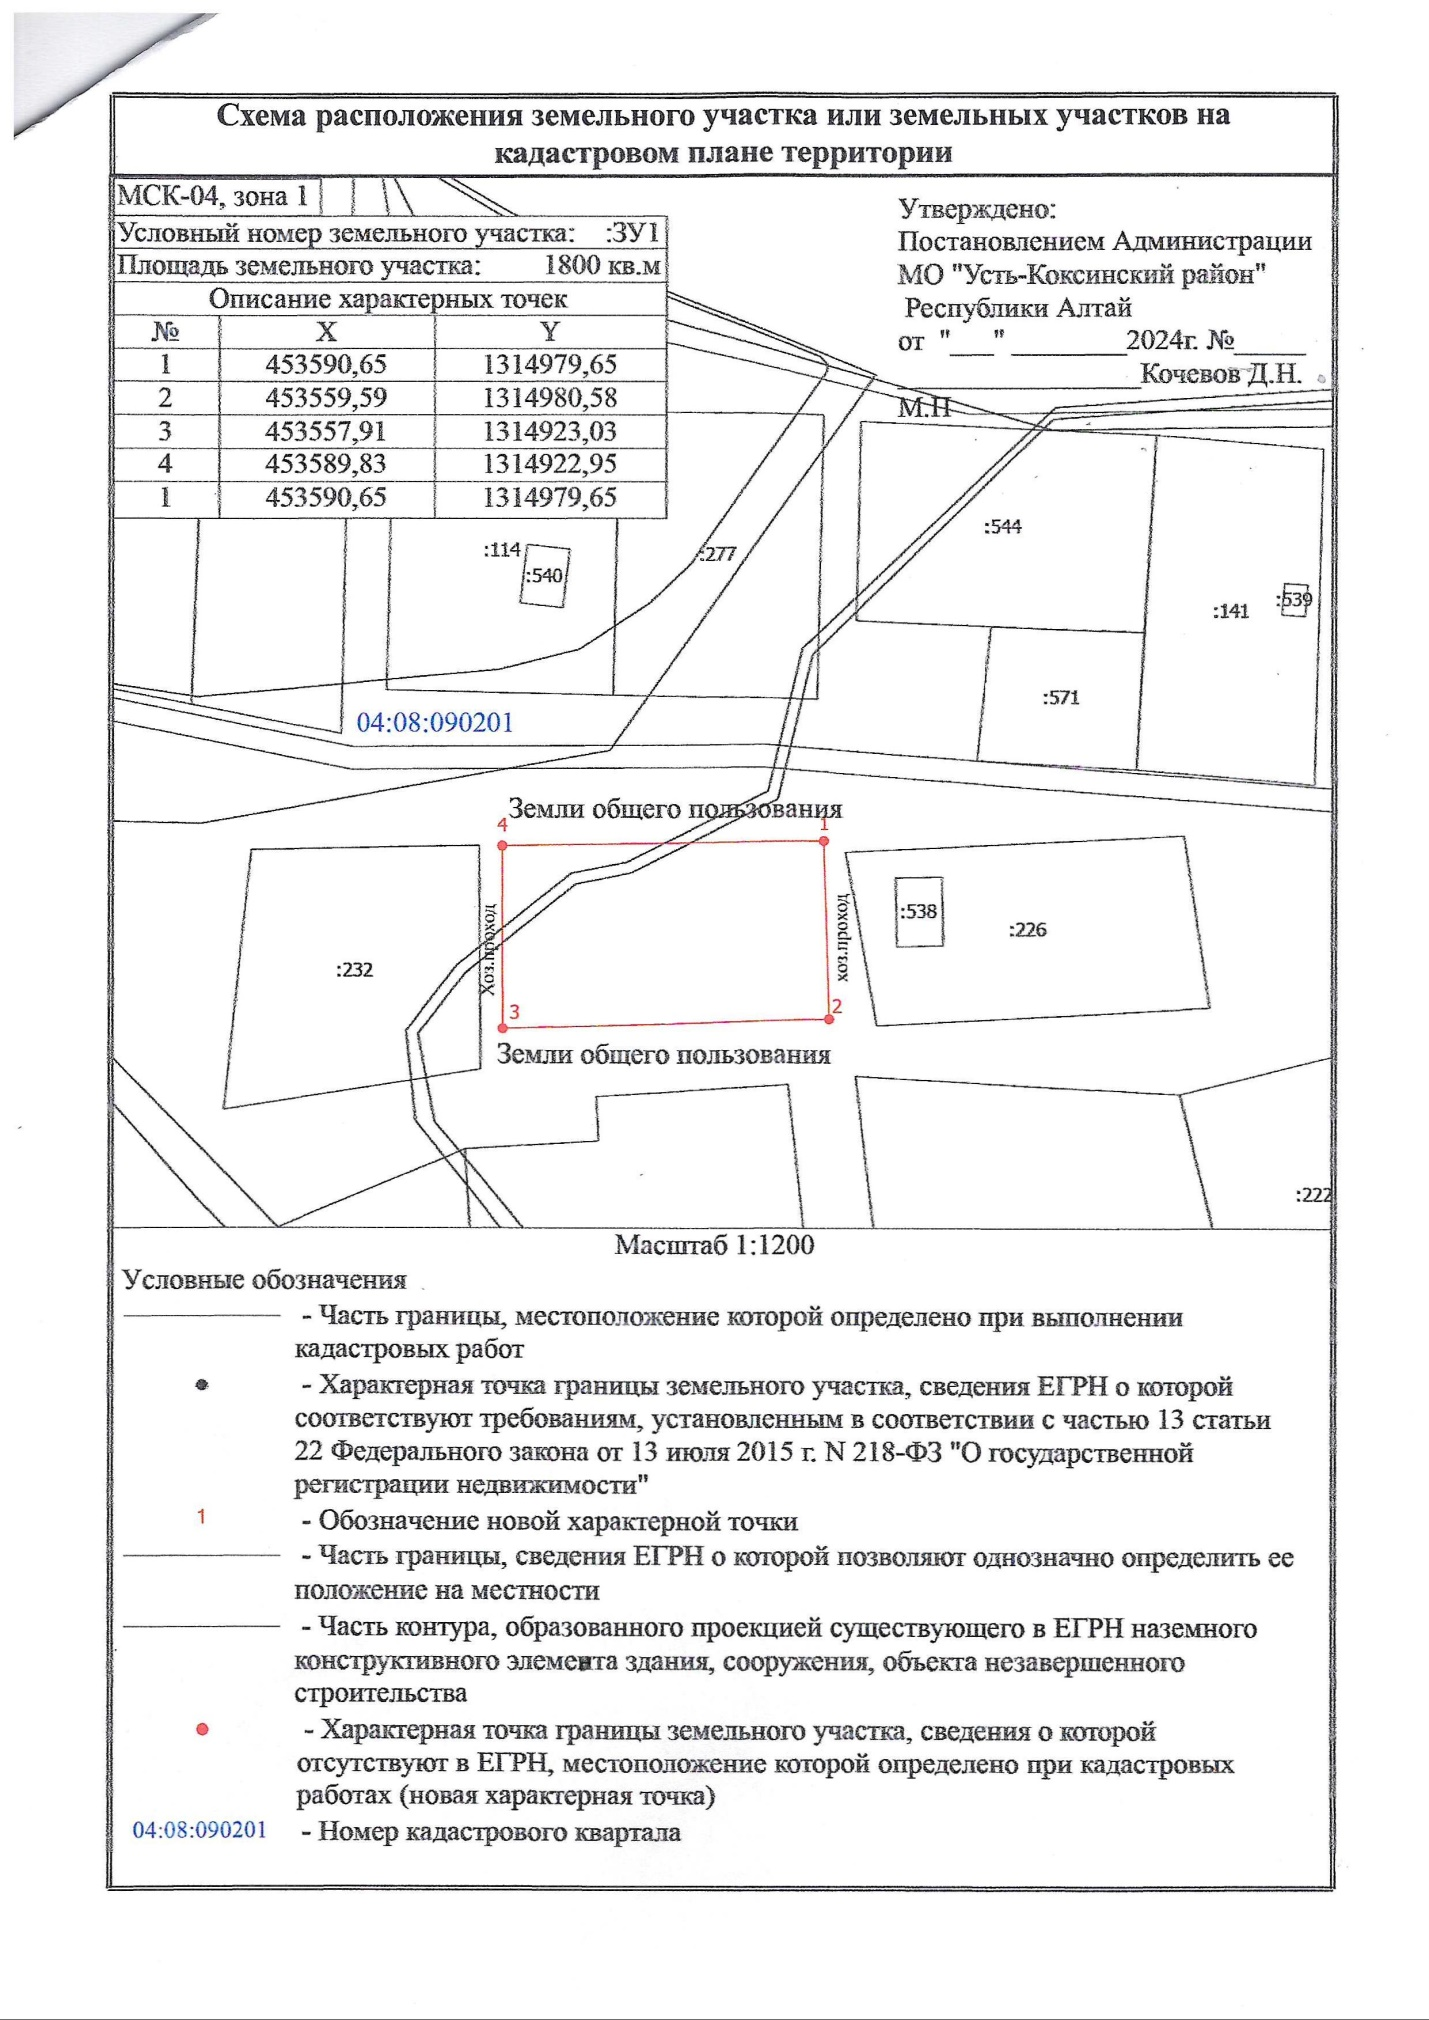 Схема расположения земельного участка или земельных участков на
кадастровом плане территории
МСК-04, зона 1
Условный номер земельного участка: :ЗУ1
Площадь земельного участка: 1800 кв.м
Описание характерных точек
№ X Y
1 453590,65 1314979,65
2 453559,59 1314980,58
3 453557,91 1314923,03
4 453589,83 1314922,95
1 453590,65 1314979,65
Утверждено:
Постановлением Администрации
МО "Усть-Коксинский район"
Республики Алтай
от "___" ________2024г. №_____
_________________Кочевов Д.Н.
М.П
:114
:540
:277
:544
:141
:539
:571
04:08:090201
Земли общего пользования
4
1
Хоз.проход
хоз.проход
:538
:226
:232
3
2
Земли общего пользования
:222
Масштаб 1:1200
Условные обозначения
- Часть границы, местоположение которой определено при выполнении
кадастровых работ
- Характерная точка границы земельного участка, сведения ЕГРН о которой
соответствуют требованиям, установленным в соответствии с частью 13 статьи
22 Федерального закона от 13 июля 2015 г. N 218-ФЗ "О государственной
регистрации недвижимости"
1 - Обозначение новой характерной точки
- Часть границы, сведения ЕГРН о которой позволяют однозначно определить ее
положение на местности
- Часть контура, образованного проекцией существующего в ЕГРН наземного
конструктивного элемента здания, сооружения, объекта незавершенного
строительства
- Характерная точка границы земельного участка, сведения о которой
отсутствуют в ЕГРН, местоположение которой определено при кадастровых
работах (новая характерная точка)
04:08:090201 - Номер кадастрового квартала